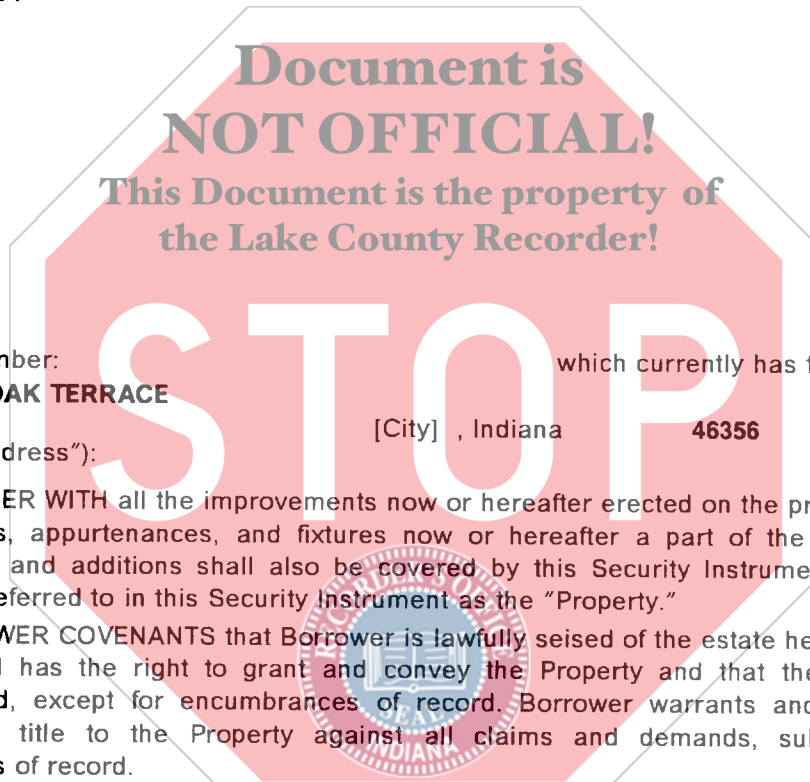 Document is
NOT OFFICIAL!
This Document is the property of
the Lake County Recorder!
STOP
mber: which currently has
OAK TERRACE
[City] , Indiana 46356
dress"):
ER WITH all the improvements now or hereafter erected on the pr
s, appurtenances, and fixtures now or hereafter a part of the
and additions shall also be covered by this Security Instrume
eferred to in this Security Instrument as the "Property."
WER COVENANTS that Borrower is lawfully seised of the estate he
has the right to grant and convey the Property and that the
d, except for encumbrances of record. Borrower warrants and
title to the Property against all claims and demands, su
s of record.
SEAL
INDIANA